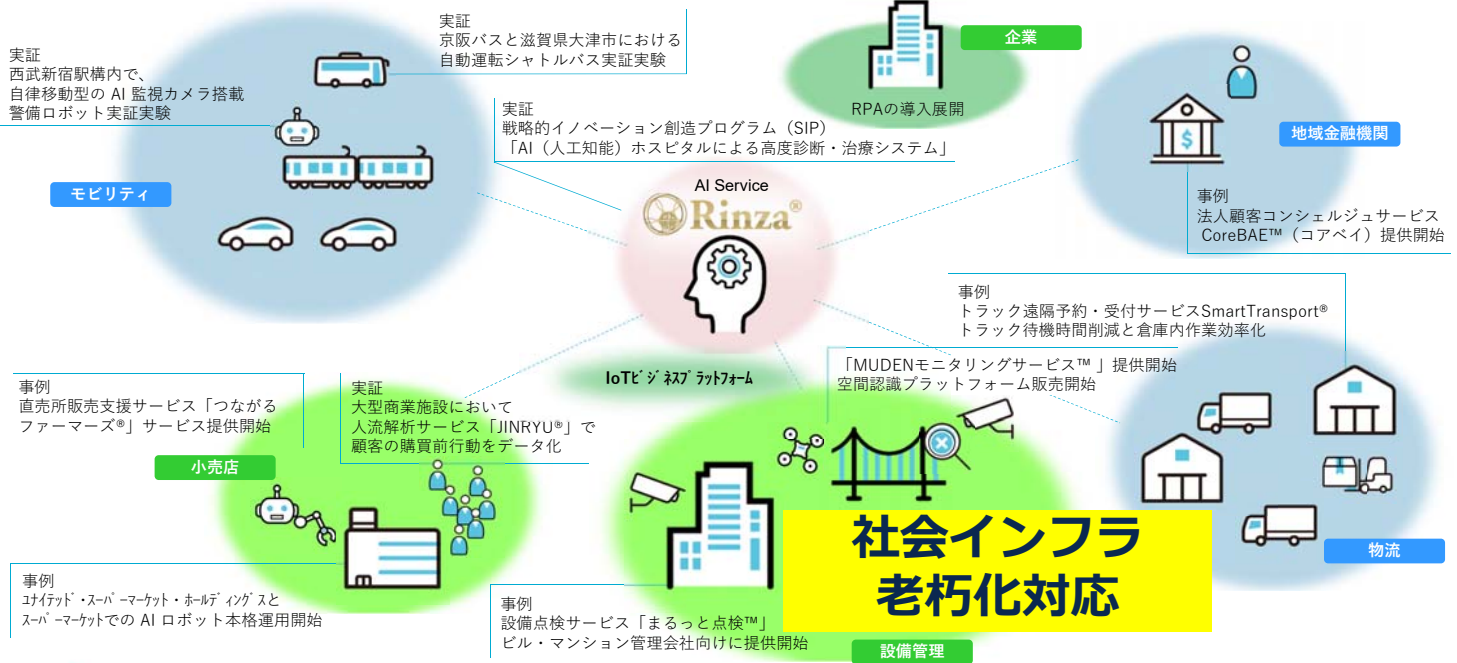 実証
西武新宿駅構内で、
自律移動型の AI 監視カメラ搭載
警備ロボット実証実験
実証
京阪バスと滋賀県大津市における
自動運転シャトルバス実証実験
モビリティ
実証
戦略的イノベーション創造プログラム（SIP）
「AI（人工知能）ホスピタルによる高度診断・治療システム」
企業
RPAの導入展開
地域金融機関
$
事例
法人顧客コンシェルジュサービス
CoreBAE™（コアベイ）提供開始
AI Service
Rinza®
事例
トラック遠隔予約・受付サービスSmartTransport®
トラック待機時間削減と倉庫内作業効率化
「MUDENモニタリングサービス™ 」提供開始
空間認識プラットフォーム販売開始
IoTﾋﾞｼﾞﾈｽﾌﾟﾗｯﾄﾌｫｰﾑ
事例
直売所販売支援サービス「つながる
ファーマーズ®」サービス提供開始
小売店
実証
大型商業施設において
人流解析サービス「JINRYU®」で
顧客の購買前行動をデータ化
事例
ﾕﾅｲﾃｯﾄﾞ･ｽｰﾊﾟｰﾏｰｹｯﾄ・ﾎｰﾙﾃﾞｨﾝｸﾞｽと
ｽｰﾊﾟｰﾏｰｹｯﾄでの AI ロボット本格運用開始
事例
設備点検サービス「まるっと点検™」
ビル・マンション管理会社向けに提供開始
社会インフラ
老朽化対応
設備管理
物流